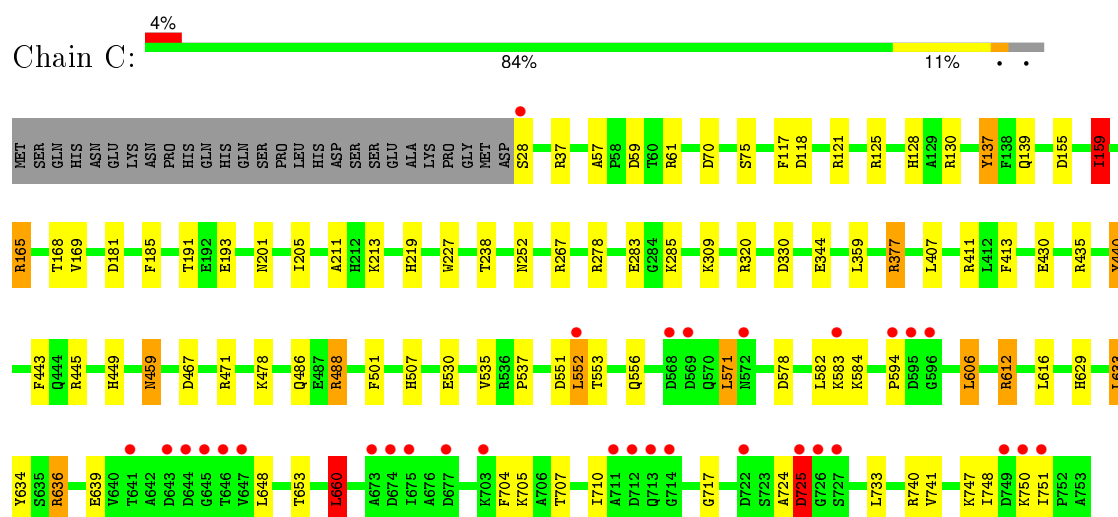 4%
Chain C:
84% 11% • •
MET SER GLN HIS ASN GLU LYS ASN PRO HIS GLN HIS GLN SER PRO LEU HIS ASP SER SER GLU ALA LYS PRO GLY MET ASP S28 R37 A57 P58 D59 T60 R61 D70 S75 F117 D118 R121 R125 H128 A129 R130 Y137 F138 Q139 D155 I159
R165 T168 V169 D181 F185 T191 E192 E193 N201 I205 A211 H212 K213 H219 W227 T238 N252 R267 R278 E283 G284 K285 K309 R320 D330 E344 L359 R377 L407 R411 L412 F413 E430 R435 Y440
F443 Q444 R445 H449 N459 D467 R471 K478 Q486 E487 R488 F501 H507 E530 V535 R536 P537 D551 L552 T553 Q556 D568 D569 Q570 L571 N572 D578 L582 K583 K584 P594 D595 G596 L606 R612 L616 H629
Y634 S635 R636 E639 V640 T641 A642 D643 D644 G645 T646 V647 L648 T653 L660 A673 D674 I675 A676 D677 K703 F704 K705 A706 T707 I710 A711 D712 Q713 G714 G717 D722 S723 A724 D725 G726 S727 L733 R740 V741 K747 I748 D749 K750 I751 P752 A753